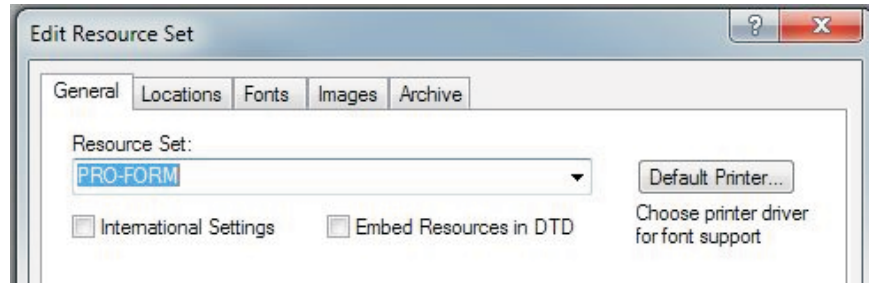 Edit Resource Set
?
X
General Locations Fonts Images Archive
Resource Set:
PRO-FORM
Default Printer...
International Settings Embed Resources in DTD
Choose printer driver
for font support